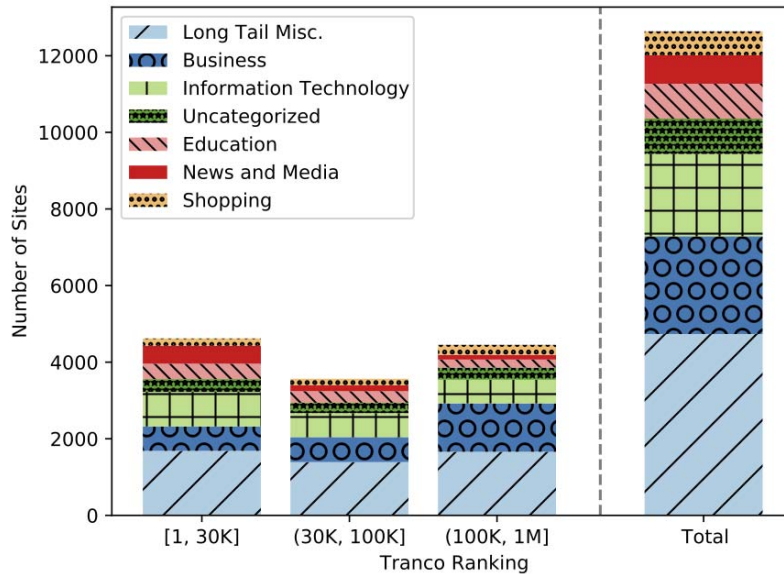 12000
10000
8000
6000
4000
2000
0
Number of Sites
Long Tail Misc.
Business
Information Technology
Uncategorized
Education
News and Media
Shopping
[1, 30K]
(30K, 100K]
(100K, 1M]
Total
Tranco Ranking